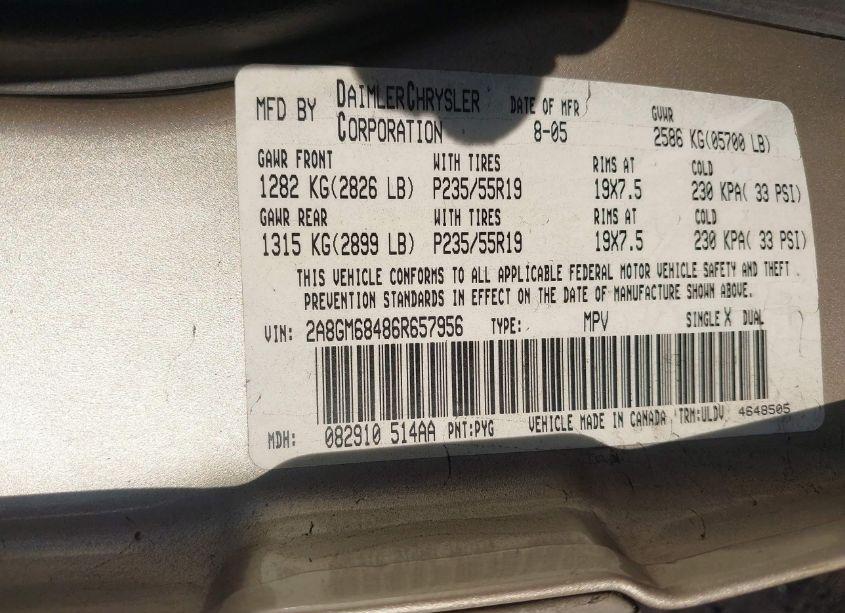 MFD BY DAIMLERCHRYSLER CORPORATION DATE OF MFR 8-05 GVWR 2586 KG(05700 LB)
GAWR FRONT WITH TIRES RIMS AT COLD
1282 KG(2826 LB) P235/55R19 19X7.5 230 KPA( 33 PSI)
GAWR REAR WITH TIRES RIMS AT COLD
1315 KG(2899 LB) P235/55R19 19X7.5 230 KPA( 33 PSI)
THIS VEHICLE CONFORMS TO ALL APPLICABLE FEDERAL MOTOR VEHICLE SAFETY AND THEFT
PREVENTION STANDARDS IN EFFECT ON THE DATE OF MANUFACTURE SHOWN ABOVE.
VIN: 2A8GM68486R657956 TYPE: MPV SINGLE X DUAL
MDH: 082910 514AA PNT:PYG VEHICLE MADE IN CANADA TRM:ULDV 4648505